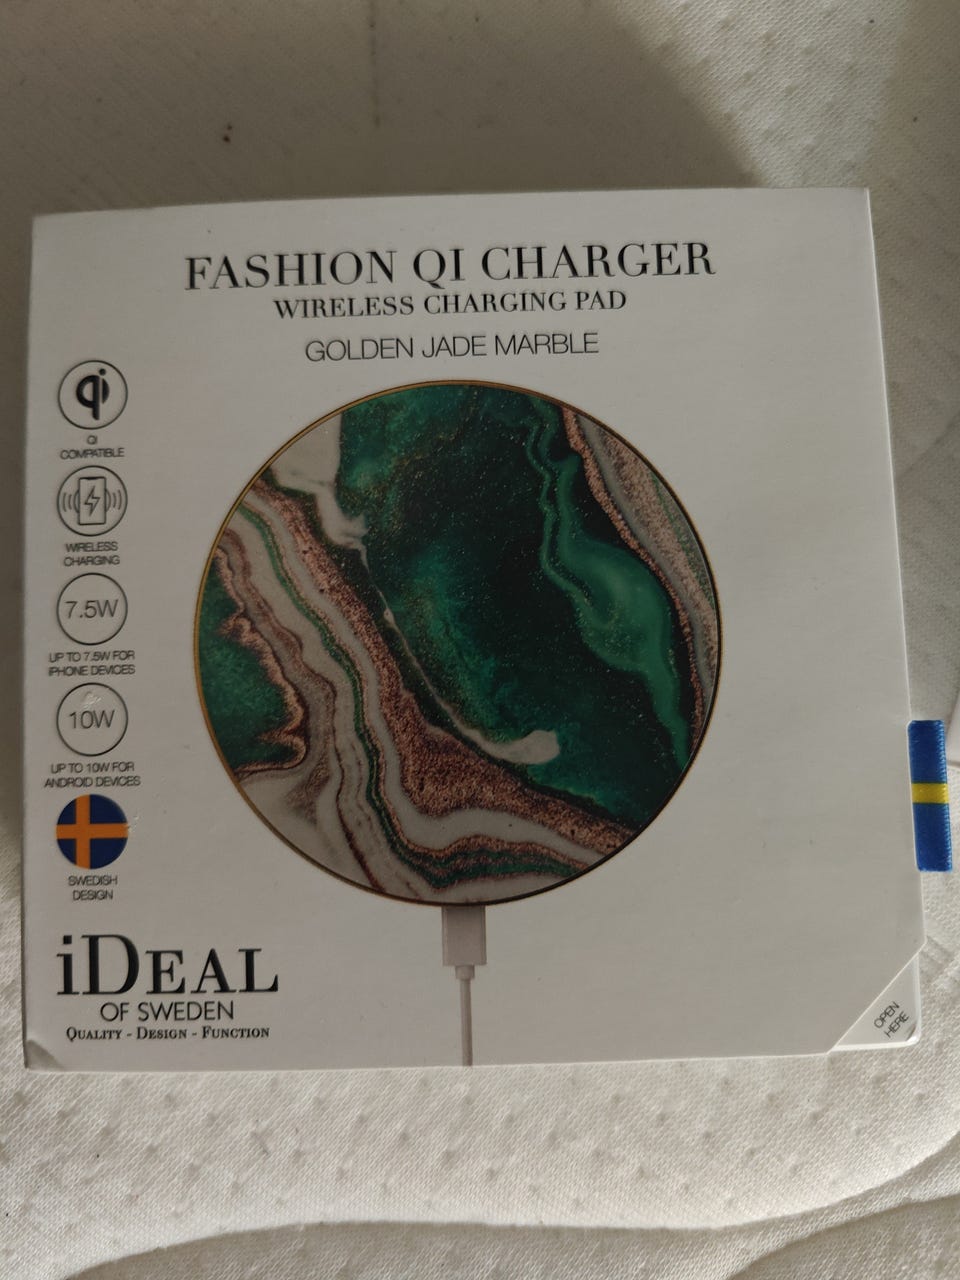 FASHION QI CHARGER
WIRELESS CHARGING PAD
GOLDEN JADE MARBLE
qi
QI
COMPATIBLE
WIRELESS
CHARGING
7.5W
UP TO 7.5W FOR
IPHONE DEVICES
10W
UP TO 10W FOR
ANDROID DEVICES
SWEDISH
DESIGN
iDEAL
OF SWEDEN
QUALITY - DESIGN - FUNCTION
OPEN
HERE